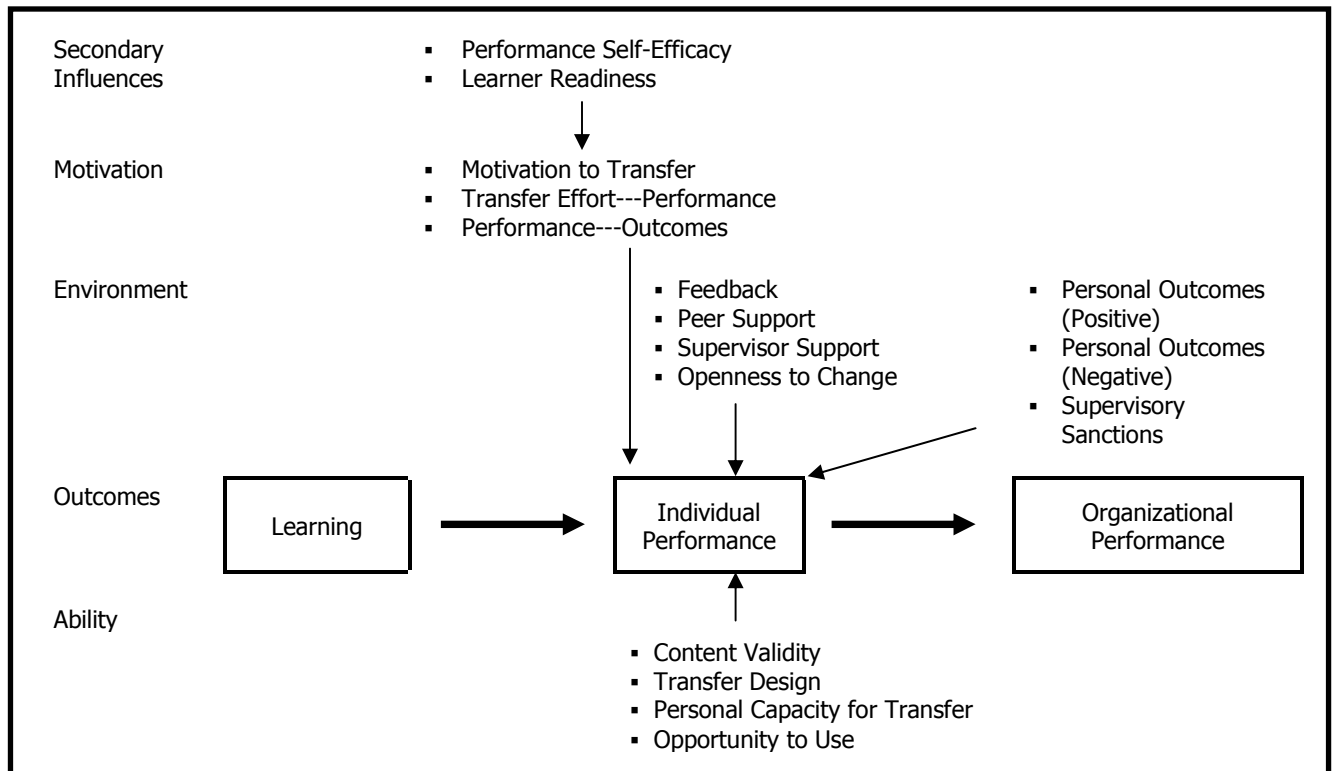 Secondary
Influences
▪ Performance Self-Efficacy
▪ Learner Readiness
Motivation
▪ Motivation to Transfer
▪ Transfer Effort---Performance
▪ Performance---Outcomes
Environment
▪ Feedback
▪ Peer Support
▪ Supervisor Support
▪ Openness to Change
▪ Personal Outcomes
(Positive)
▪ Personal Outcomes
(Negative)
▪ Supervisory
Sanctions
Outcomes
Learning
Individual
Performance
Organizational
Performance
Ability
▪ Content Validity
▪ Transfer Design
▪ Personal Capacity for Transfer
▪ Opportunity to Use